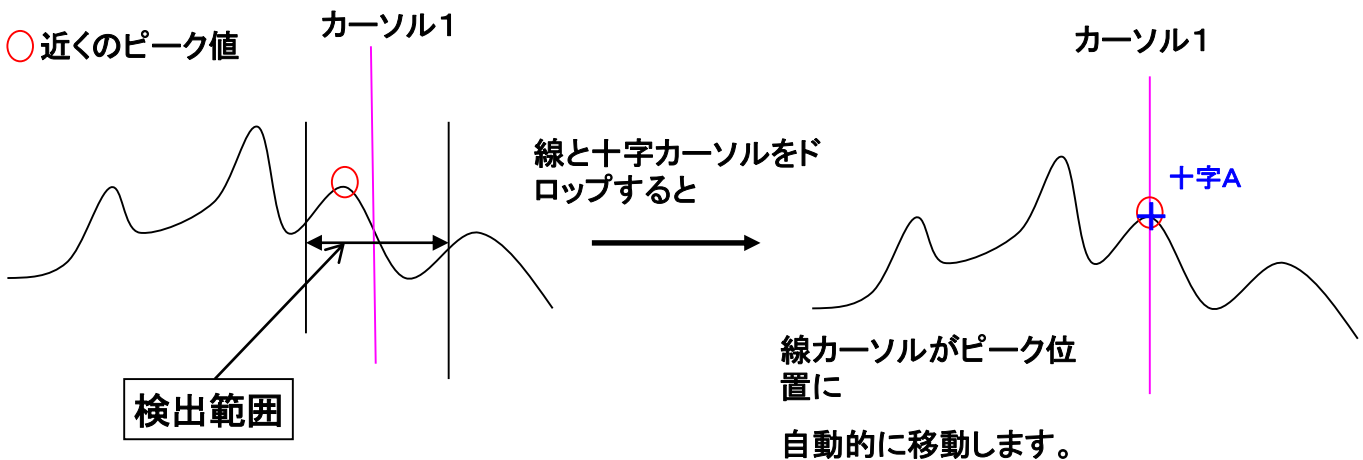 近くのピーク値
カーソル１
検出範囲
線と十字カーソルをド
ロップすると
カーソル１
十字A
線カーソルがピーク位
置に
自動的に移動します。